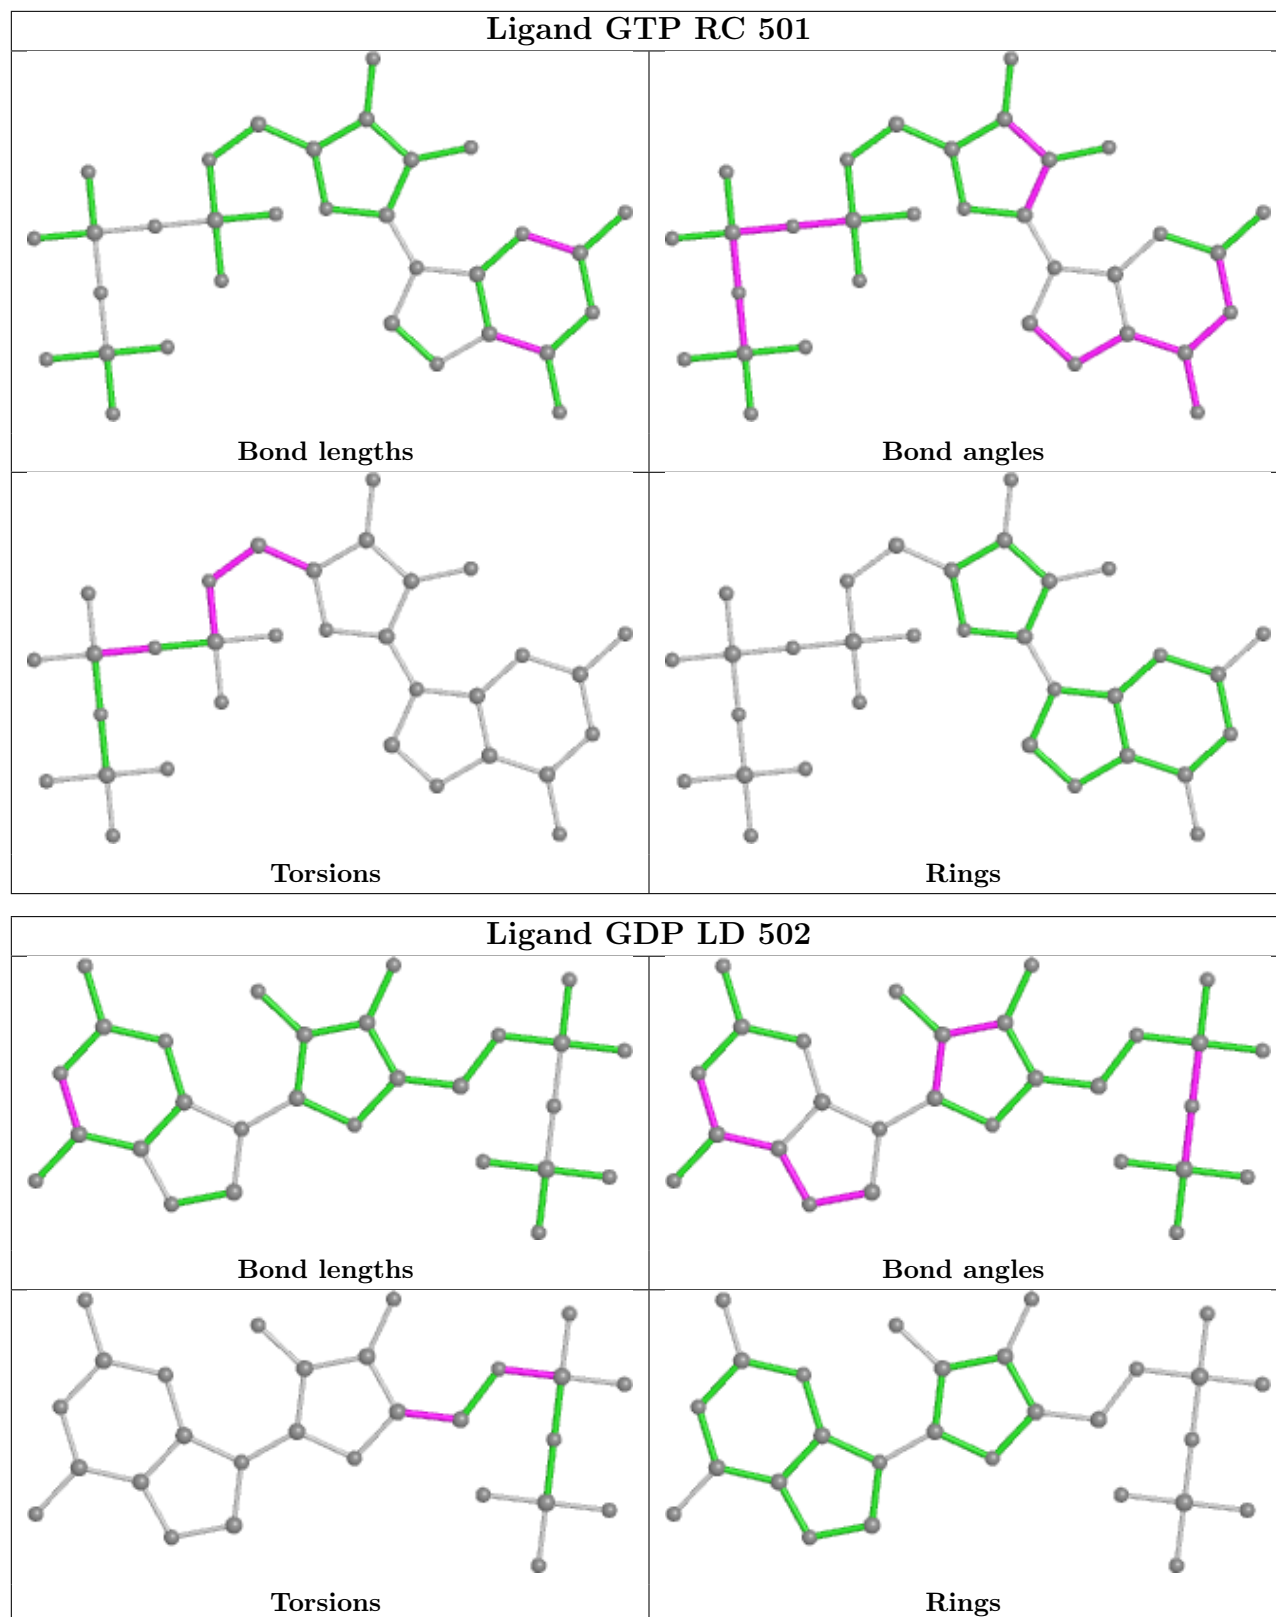 Ligand GTP RC 501
Bond lengths
Bond angles
Torsions
Rings
Ligand GDP LD 502
Bond lengths
Bond angles
Torsions
Rings